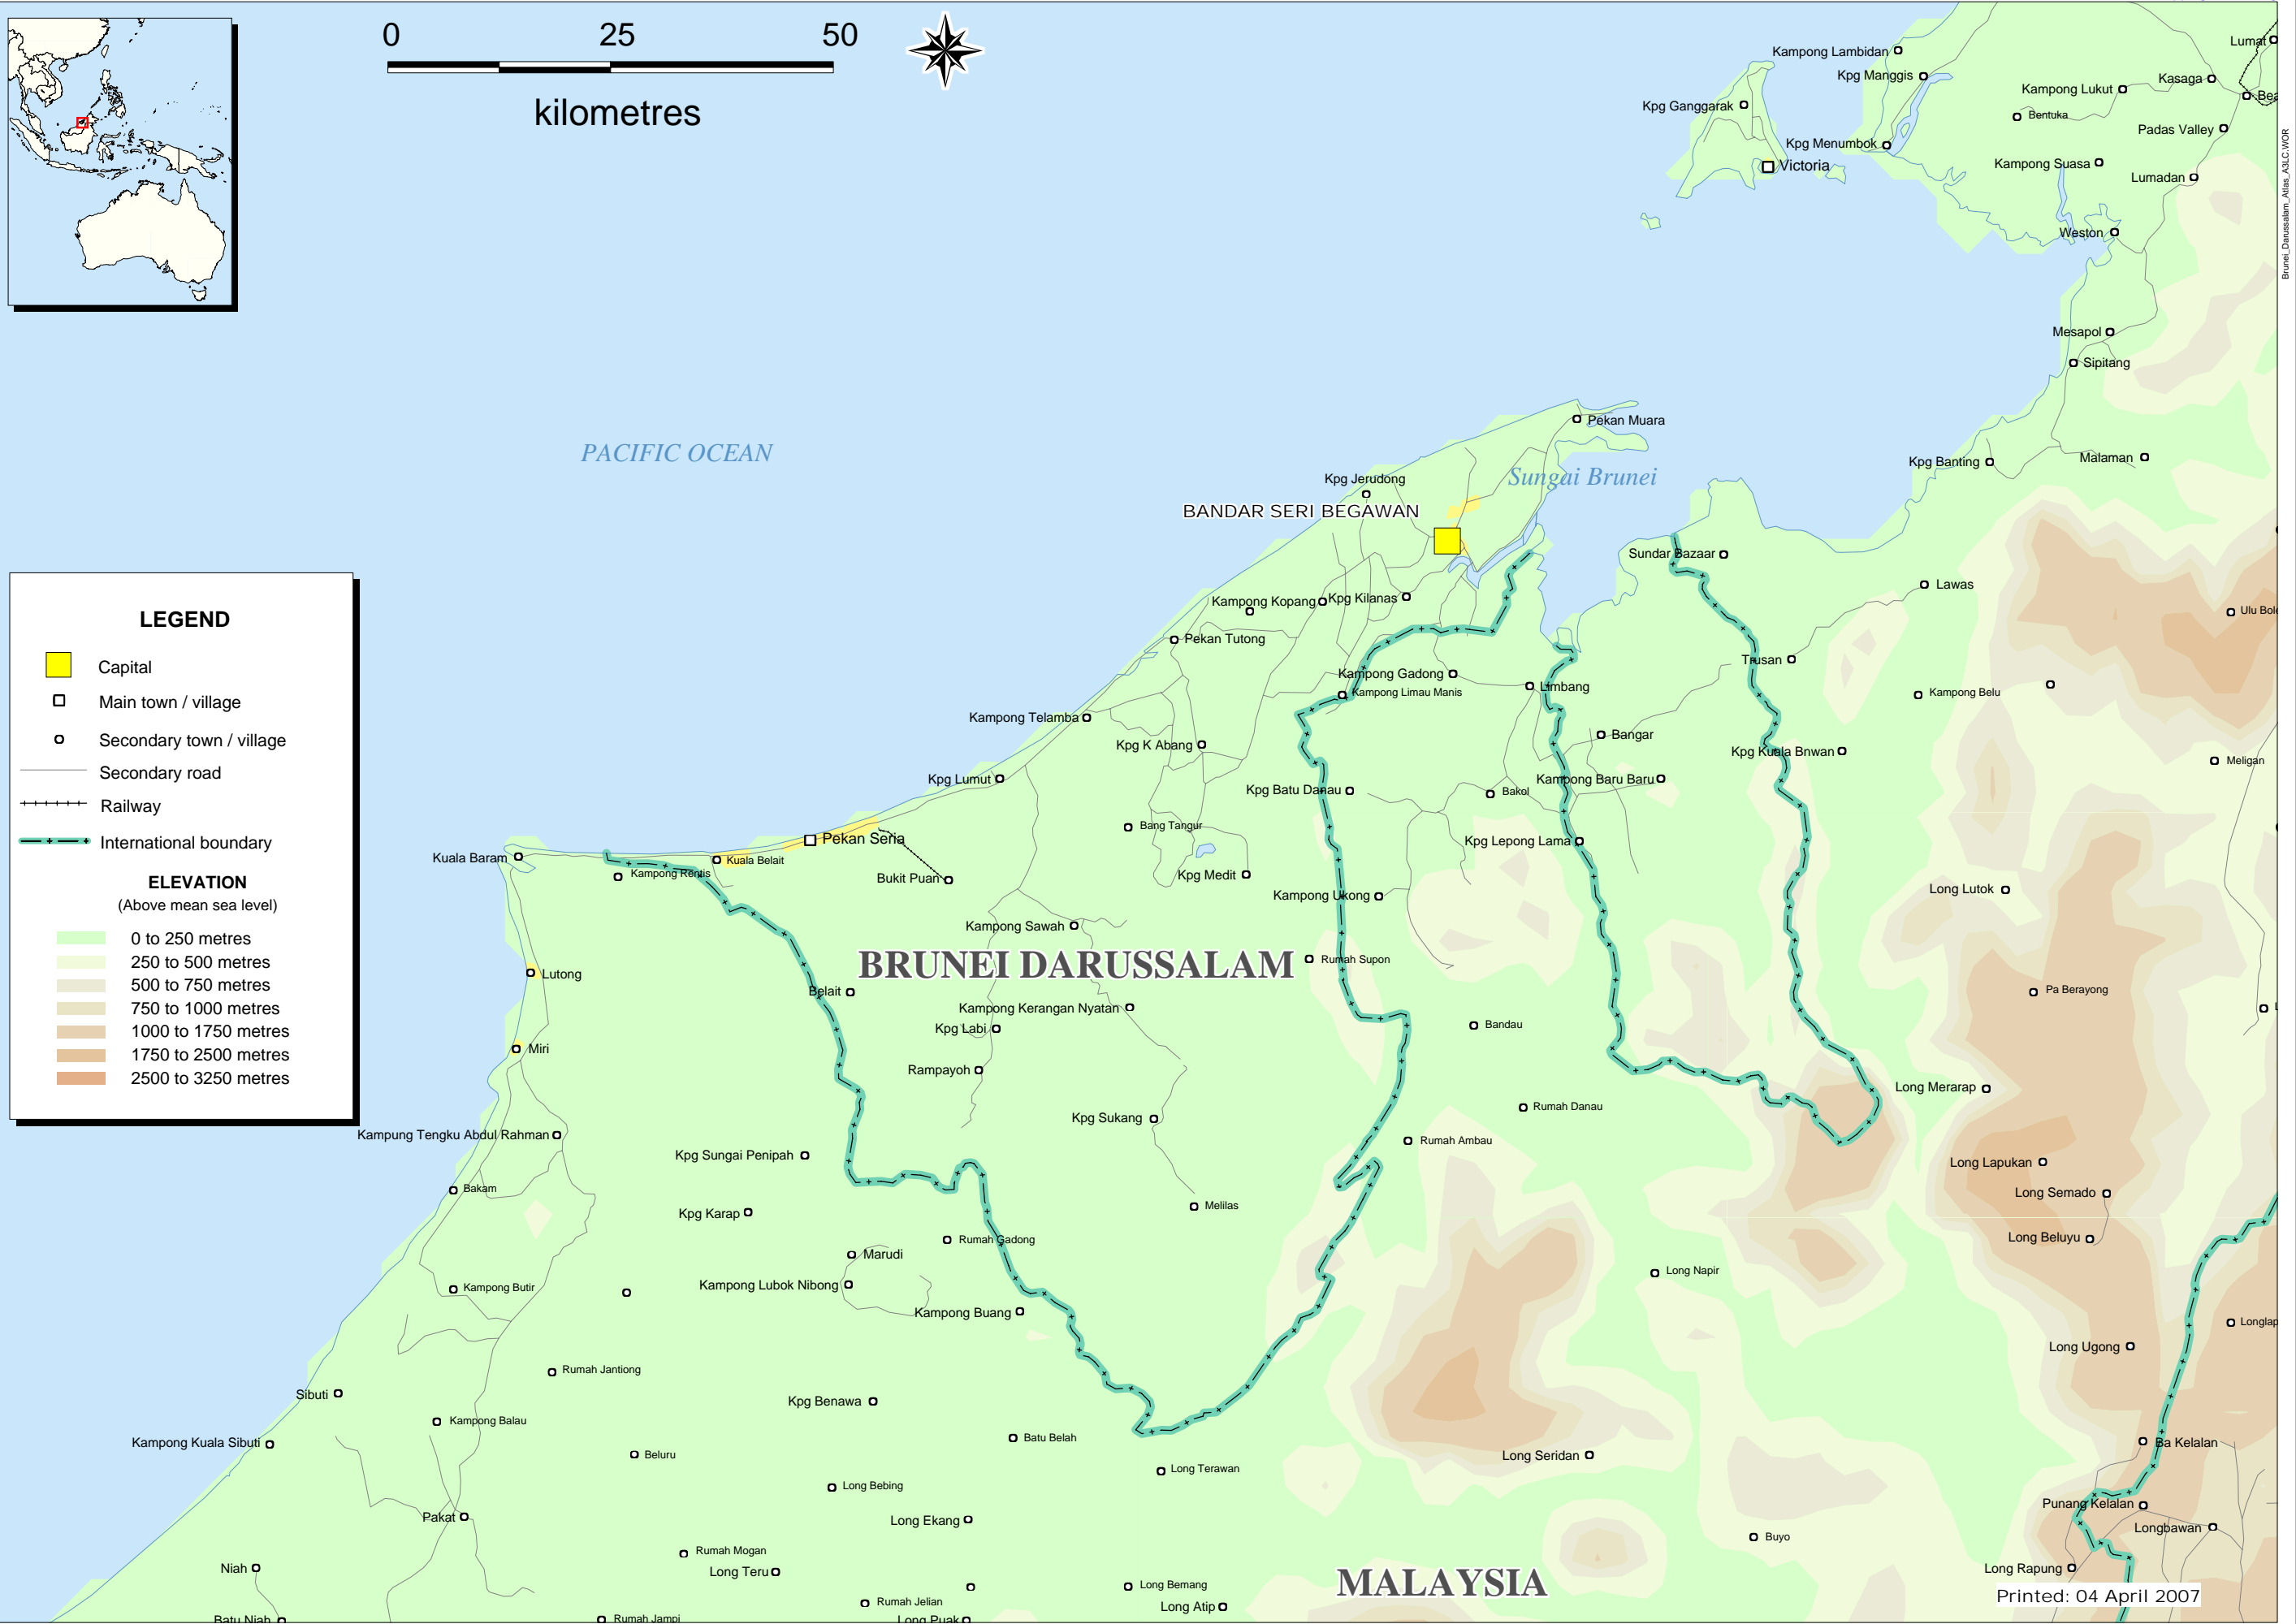 0 25 50
kilometres
Kampong Lambidan
Lumat
Kpg Manggis
Kasaga
Kampong Lukut
Kpg Ganggarak
Bentuka
Padas Valley
Kpg Menumbok
Victoria
Kampong Suasa
Lumadan
Brunei_Darussalam_Atlas_A3LC.WOR
Weston
Mesapol
Sipitang
Pekan Muara
PACIFIC OCEAN
Malaman
Kpg Banting
Sungai Brunei
Kpg Jerudong
BANDAR SERI BEGAWAN
Sundar Bazaar
Lawas
Kampong Kopang
Kpg Kilanas
Pekan Tutong
Trusan
Kampong Gadong
Limbang
Kampong Limau Manis
Kampong Belu
Kampong Telamba
Bangar
Kpg K Abang
Kpg Kuala Bnwan
Meligan
Kpg Lumut
Kampong Baru Baru
Kpg Batu Danau
Bakol
Bang Tangur
Pekan Seria
Kpg Lepong Lama
Kuala Baram
Kuala Belait
Kampong Rentis
Bukit Puan
Kpg Medit
Long Lutok
Kampong Ukong
Kampong Sawah
BRUNEI DARUSSALAM
Rumah Supon
Lutong
Belait
Pa Berayong
Kampong Kerangan Nyatan
Kpg Labi
Bandau
Miri
Rampayoh
Long Merarap
Rumah Danau
Kpg Sukang
Kampung Tengku Abdul Rahman
Rumah Ambau
Kpg Sungai Penipah
Long Lapukan
Bakam
Long Semado
Melilas
Kpg Karap
Long Beluyu
Rumah Gadong
Marudi
Long Napir
Kampong Lubok Nibong
Kampong Butir
Kampong Buang
Long Ugong
Rumah Jantiong
Sibuti
Kpg Benawa
Kampong Balau
Batu Belah
Kampong Kuala Sibuti
Ba Kelalan
Beluru
Long Seridan
Long Terawan
Long Bebing
Punang Kelalan
Pakat
Long Ekang
Longbawan
Buyo
Rumah Mogan
Niah
Long Teru
Long Rapung
MALAYSIA
Long Bemang
Printed: 04 April 2007
Rumah Jelian
Long Atip
Batu Niah
Rumah Jampi
Long Puak
LEGEND
Capital
Main town / village
Secondary town / village
Secondary road
Railway
International boundary
ELEVATION
(Above mean sea level)
0 to 250 metres
250 to 500 metres
500 to 750 metres
750 to 1000 metres
1000 to 1750 metres
1750 to 2500 metres
2500 to 3250 metres